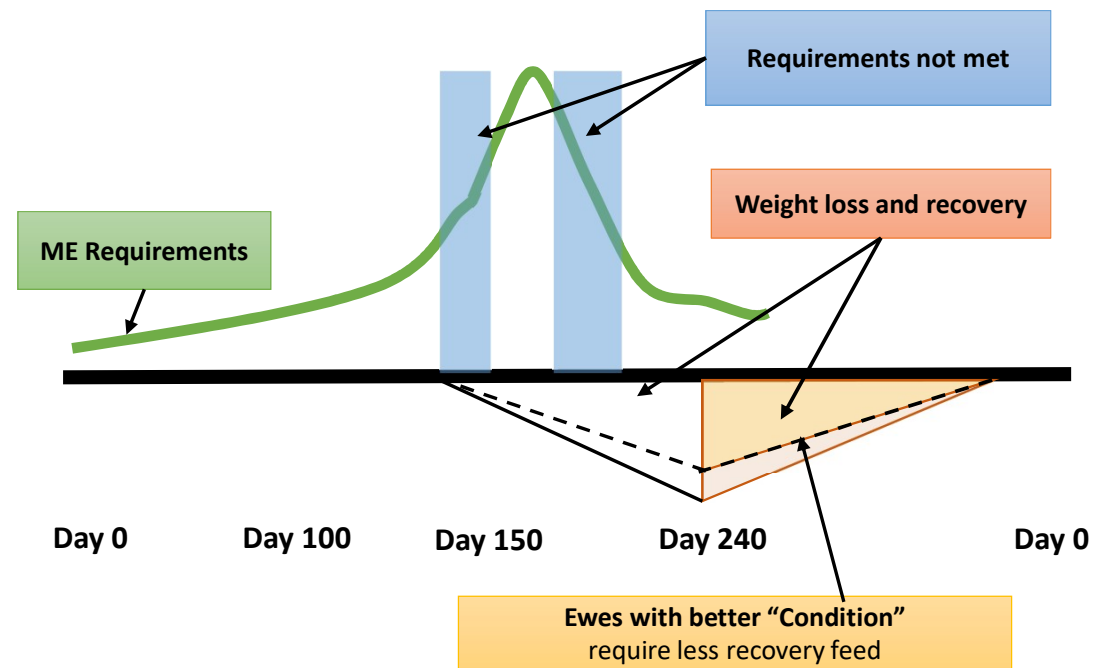 Requirements not met
Weight loss and recovery
ME Requirements
Day 0
Day 100
Day 150
Day 240
Day 0
Ewes with better “Condition”
require less recovery feed